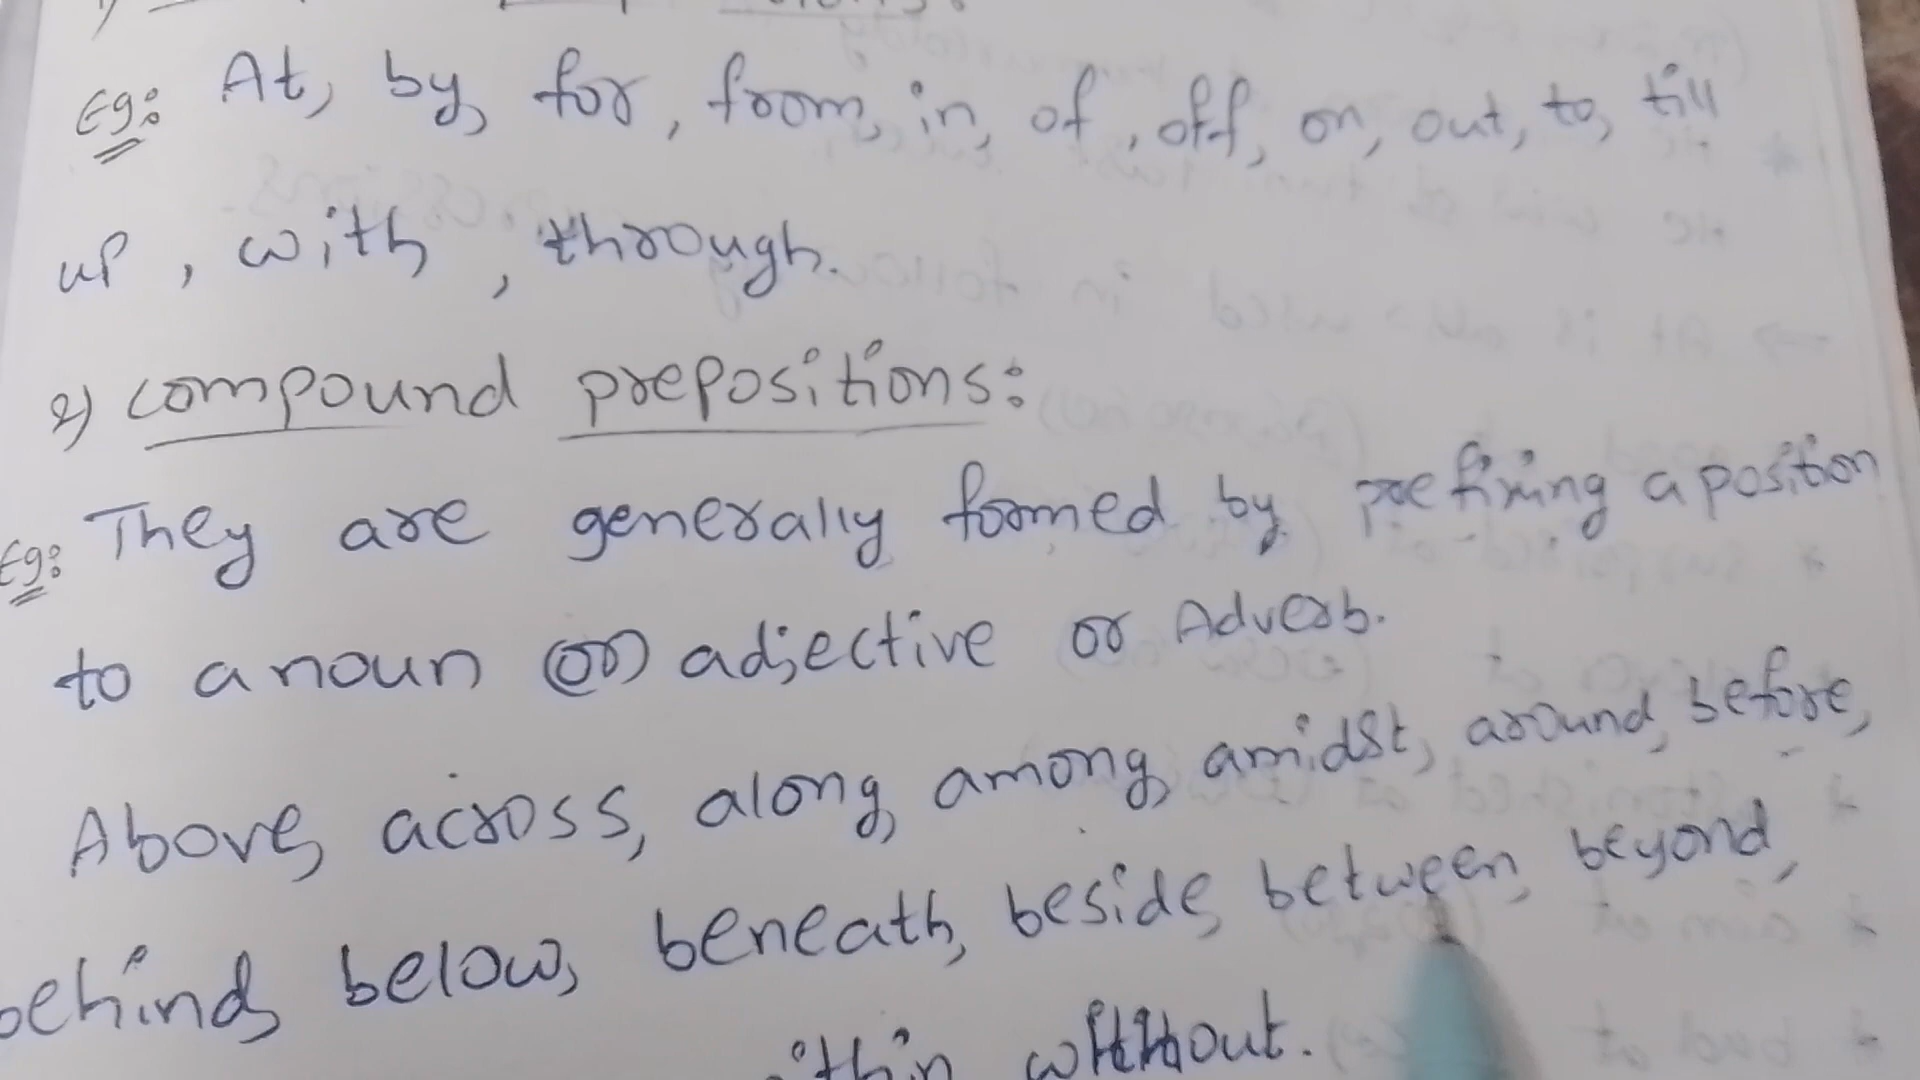 Eg: At, by, for, from, in, of, off, on, out, to, till
up, with, through.
2) compound prepositions:
Eg: They are generally formed by prefixing a position
to a noun (or) adjective or Adverb.
Above, across, along, among, amidst, around, before,
behind, below, beneath, beside, between, beyond,
without.